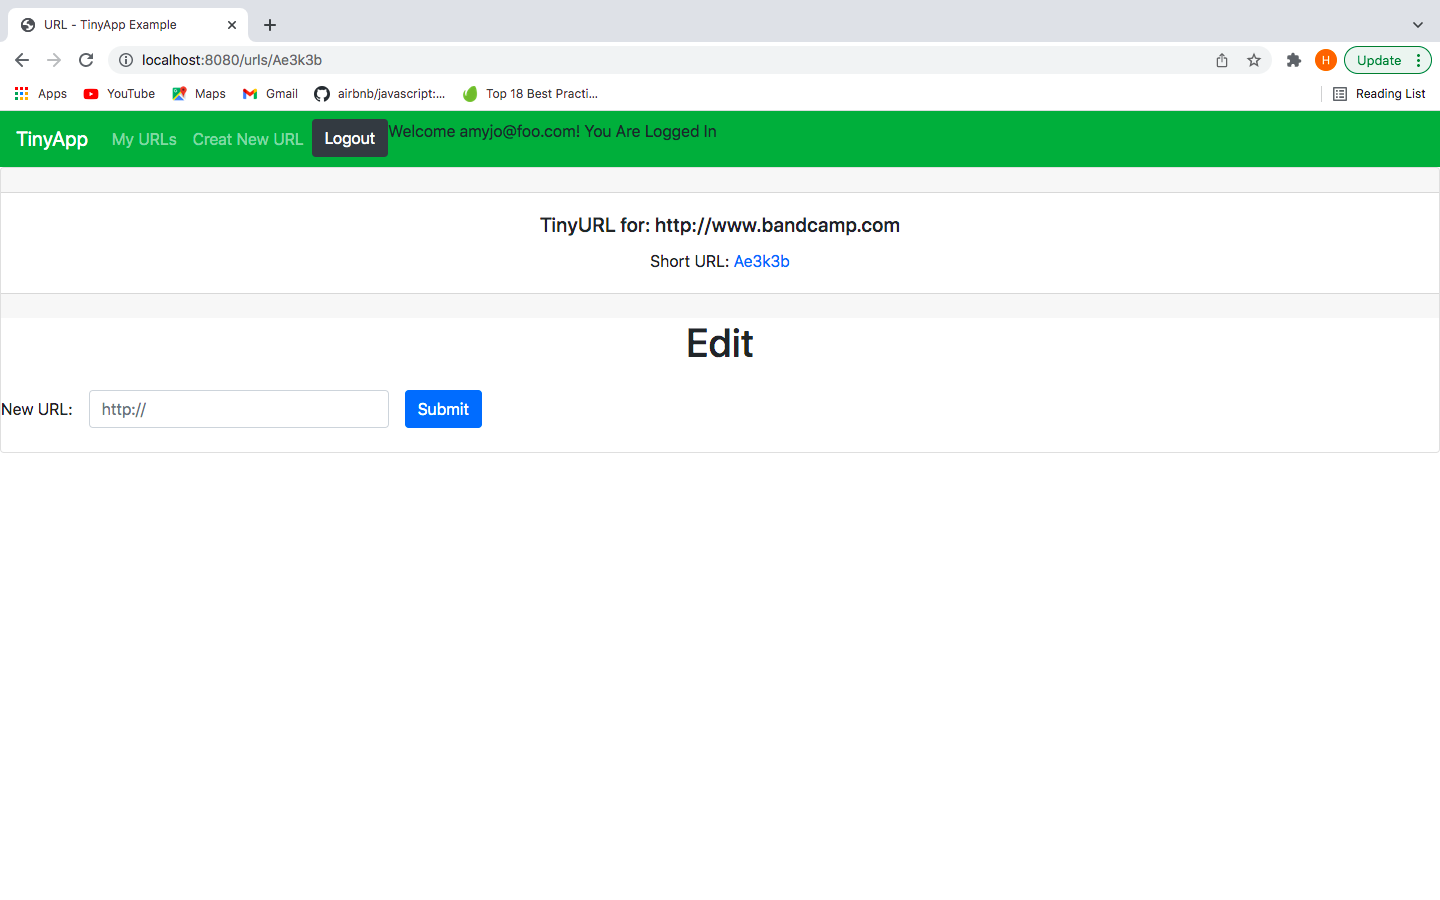 URL - TinyApp Example
localhost:8080/urls/Ae3k3b
H
Update
Apps YouTube Maps Gmail airbnb/javascript:... Top 18 Best Practi... Reading List
TinyApp My URLs Creat New URL Logout Welcome amyjo@foo.com! You Are Logged In
TinyURL for: http://www.bandcamp.com
Short URL: Ae3k3b
Edit
New URL: http:// Submit